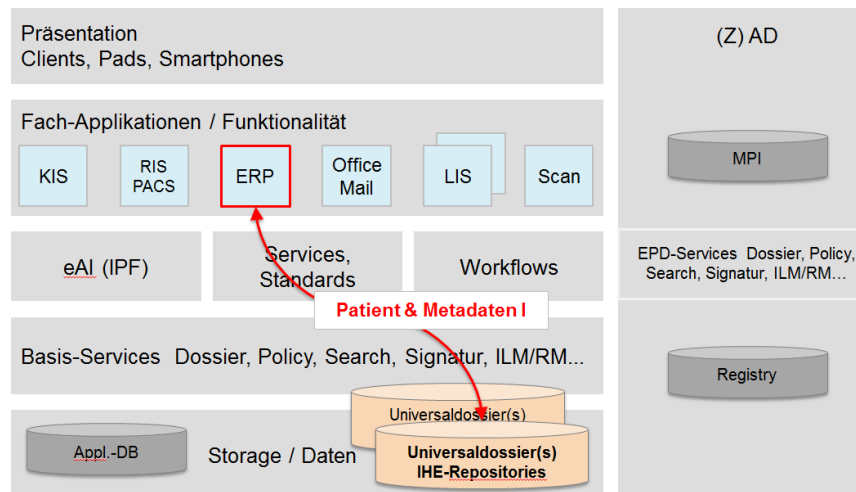 Präsentation
Clients, Pads, Smartphones
Fach-Applikationen / Funktionalität
KIS
RIS
PACS
ERP
Office
Mail
LIS
Scan
eAI (IPF)
Services,
Standards
Workflows
Patient & Metadaten I
Basis-Services  Dossier, Policy, Search, Signatur, ILM/RM...
Appl.-DB
Storage / Daten
Universaldossier(s)
Universaldossier(s)
IHE-Repositories
(Z) AD
MPI
EPD-Services  Dossier, Policy,
Search, Signatur, ILM/RM…
Registry